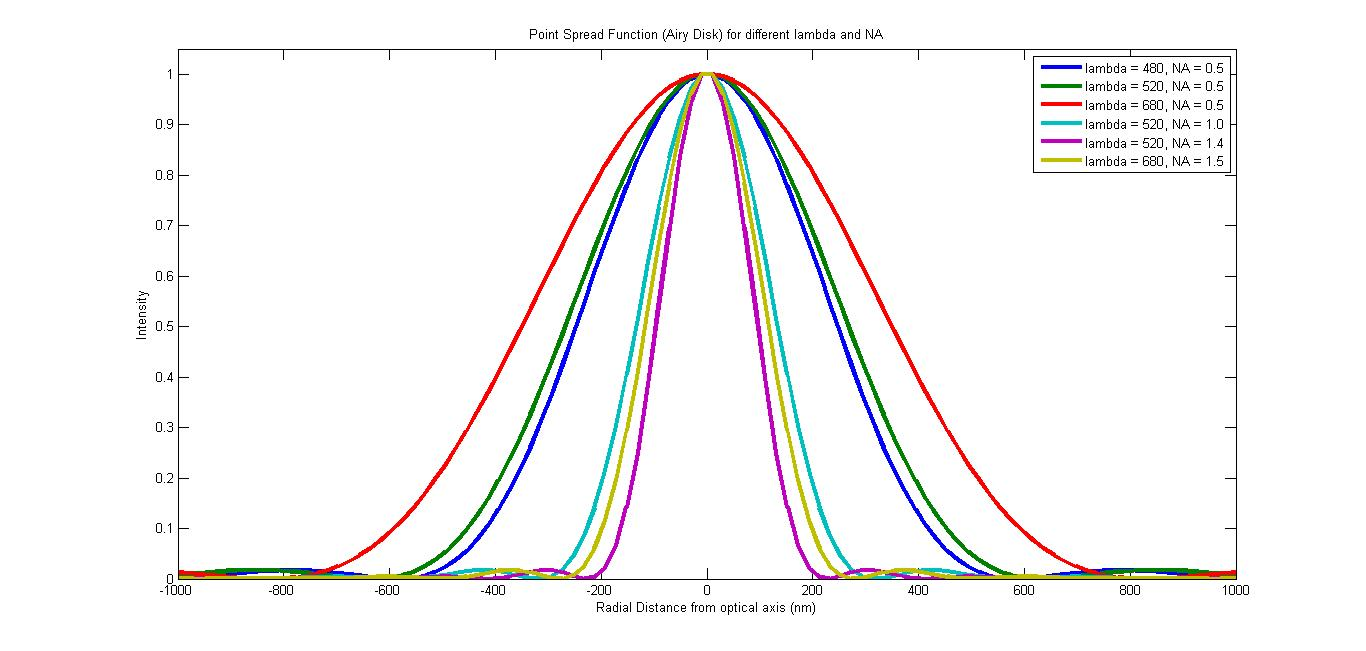 Point Spread Function (Airy Disk) for different lambda and NA
lambda = 480, NA = 0.5
lambda = 520, NA = 0.5
lambda = 680, NA = 0.5
lambda = 520, NA = 1.0
lambda = 520, NA = 1.4
lambda = 680, NA = 1.5
1
0.9
0.8
0.7
0.6
0.5
0.4
0.3
0.2
0.1
0
Intensity
-1000 -800 -600 -400 -200 0 200 400 600 800 1000
Radial Distance from optical axis (nm)